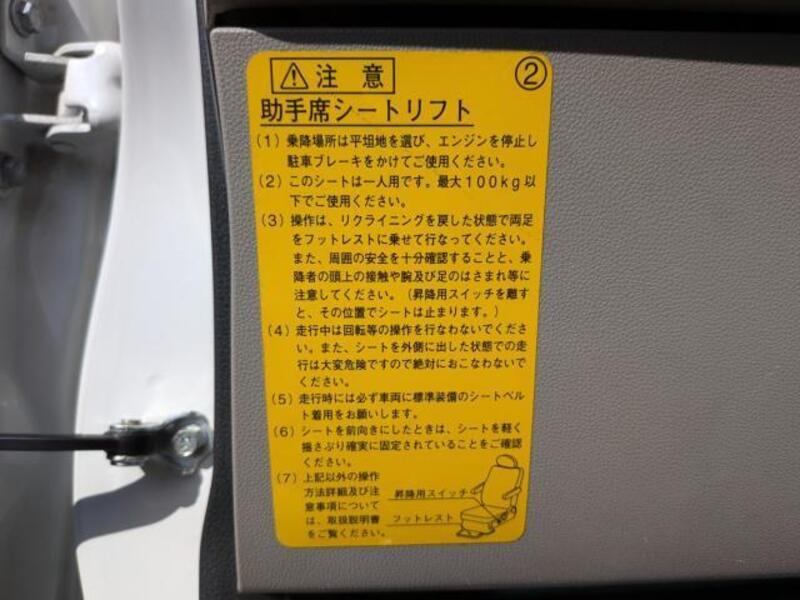 ⚠注意 ②
助手席シートリフト
(1) 乗降場所は平坦地を選び、エンジンを停止し
駐車ブレーキをかけてご使用ください。
(2) このシートは一人用です。最大100kg以
下でご使用ください。
(3) 操作は、リクライニングを戻した状態で両足
をフットレストに乗せて行なってください。
また、周囲の安全を十分確認することと、乗
降者の頭上の接触や腕及び足のはさまれ等に
注意してください。(昇降用スイッチを離す
と、その位置でシートは止まります。)
(4) 走行中は回転等の操作を行なわないでくださ
い。また、シートを外側に出した状態での走
行は大変危険ですので絶対におこなわないで
ください。
(5) 走行時には必ず車両に標準装備のシートベル
ト着用をお願いします。
(6) シートを前向きにしたときは、シートを軽く
揺さぶり確実に固定されていることをご確認
ください。
(7) 上記以外の操作
方法詳細及び注
意事項について
は、取扱説明書
をご覧ください。
昇降用スイッチ
フットレスト